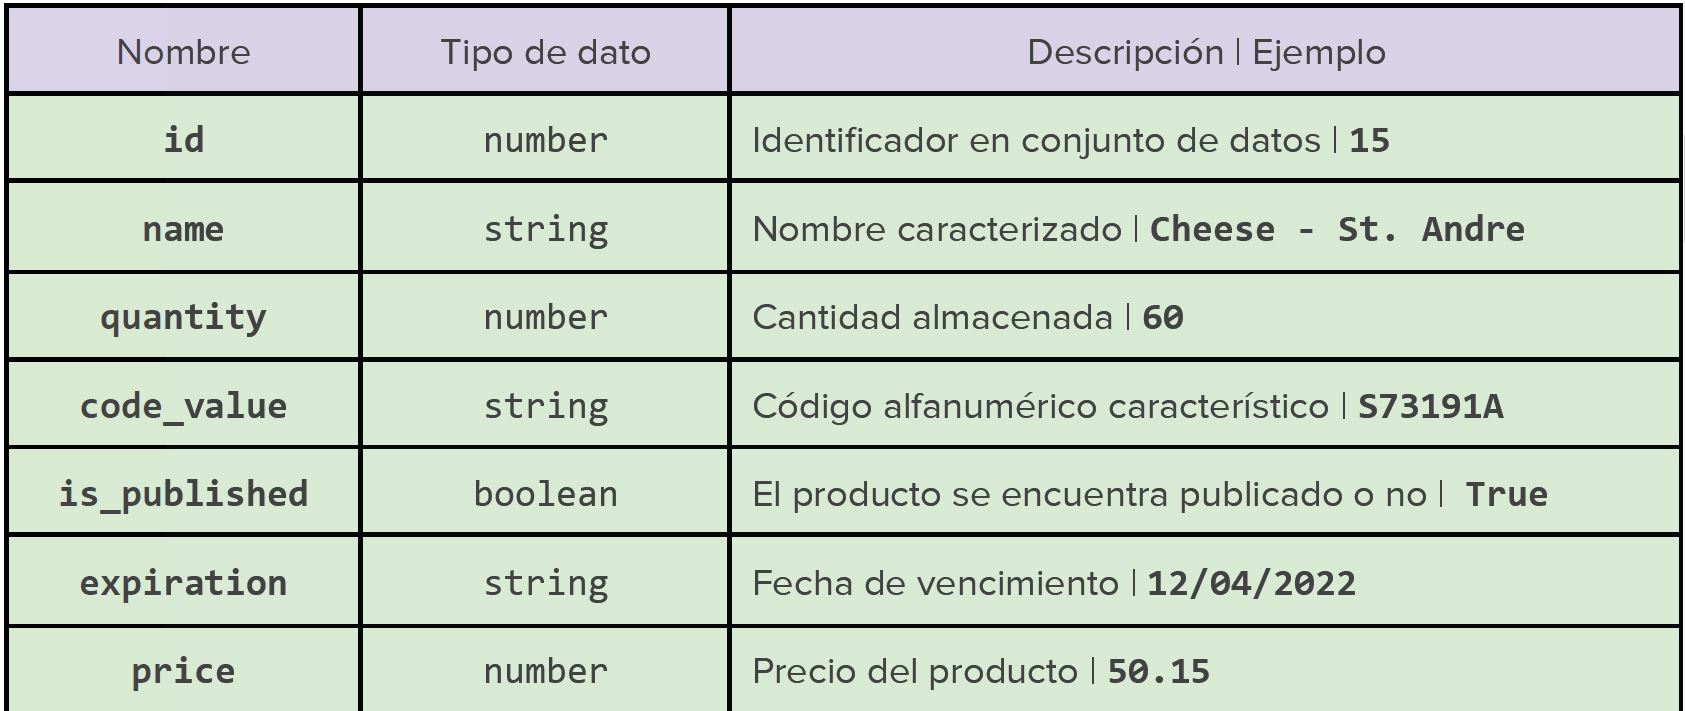 Nombre Tipo de dato Descripción | Ejemplo
id number Identificador en conjunto de datos | 15
name string Nombre caracterizado | Cheese - St. Andre
quantity number Cantidad almacenada | 60
code_value string Código alfanumérico característico | S73191A
is_published boolean El producto se encuentra publicado o no | True
expiration string Fecha de vencimiento | 12/04/2022
price number Precio del producto | 50.15